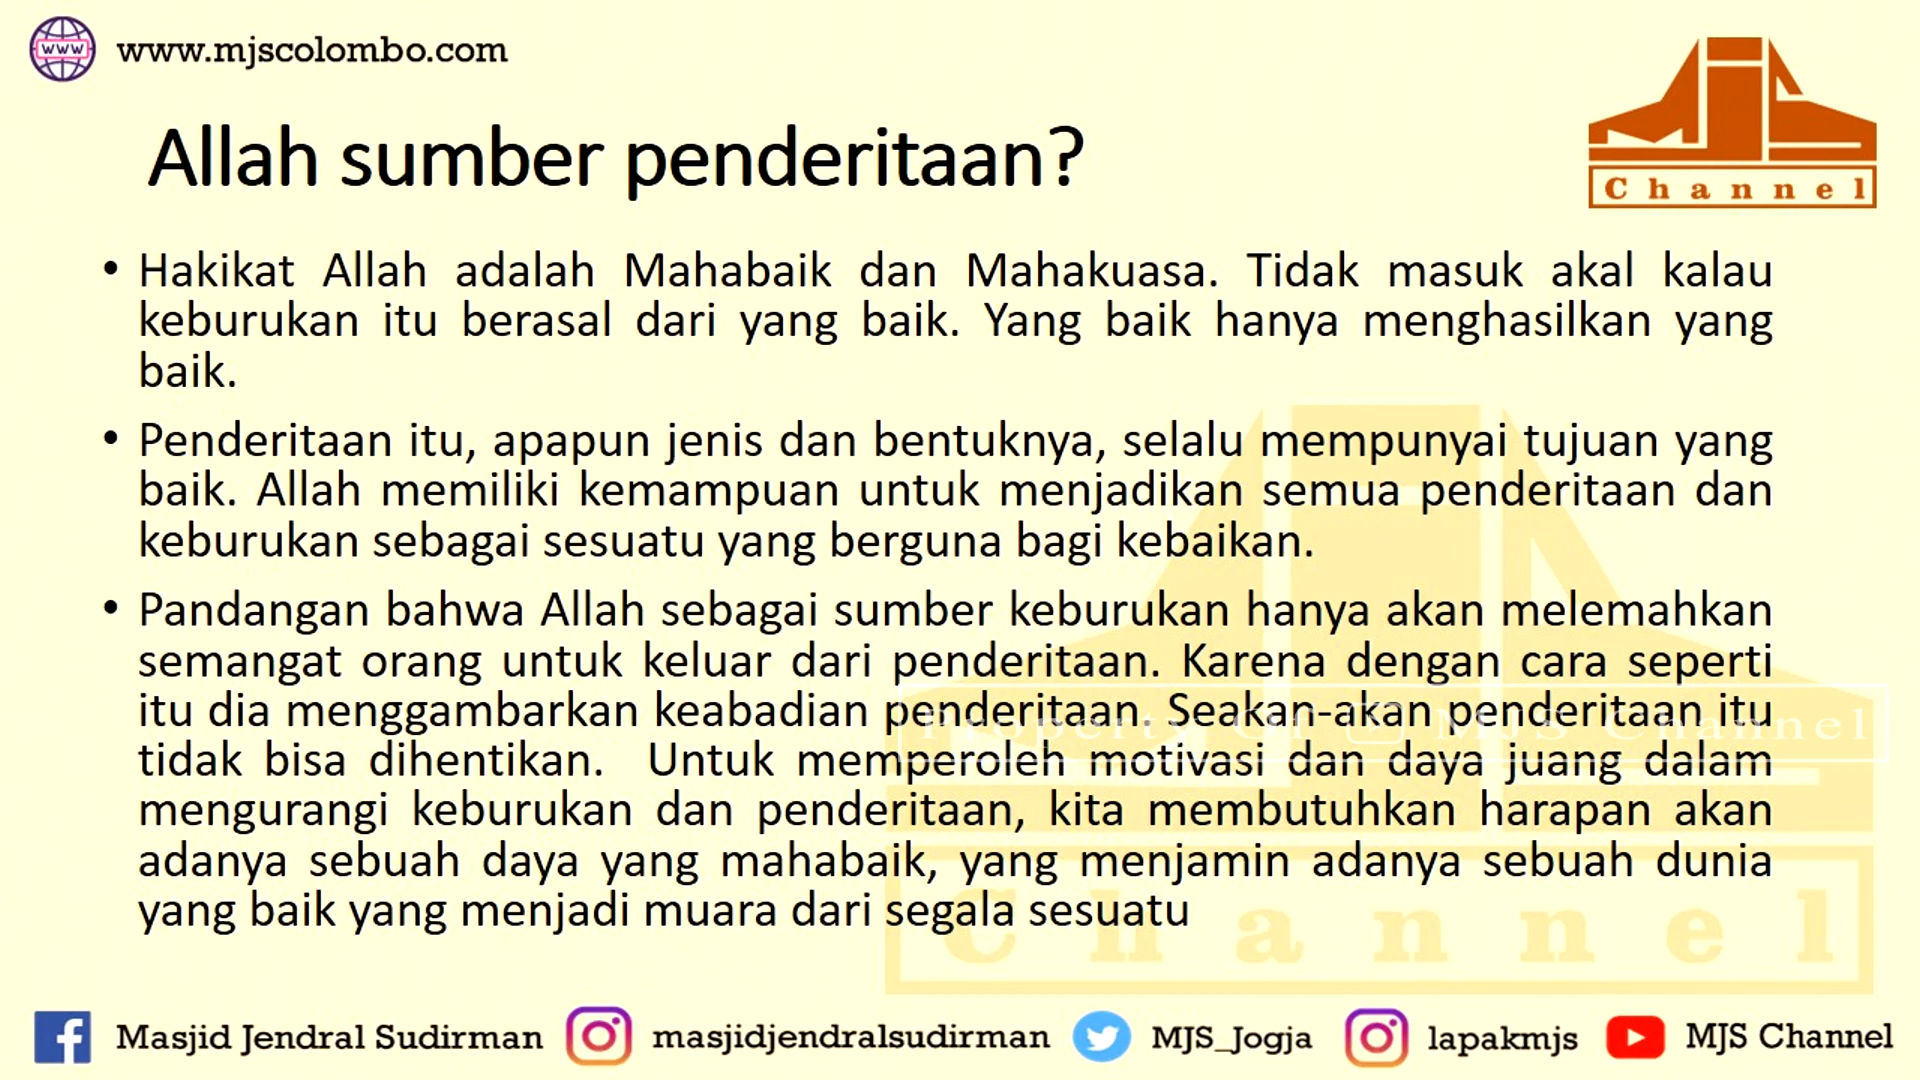 www.mjscolombo.com
Channel
Allah sumber penderitaan?
• Hakikat Allah adalah Mahabaik dan Mahakuasa. Tidak masuk akal kalau
keburukan itu berasal dari yang baik. Yang baik hanya menghasilkan yang
baik.
• Penderitaan itu, apapun jenis dan bentuknya, selalu mempunyai tujuan yang
baik. Allah memiliki kemampuan untuk menjadikan semua penderitaan dan
keburukan sebagai sesuatu yang berguna bagi kebaikan.
• Pandangan bahwa Allah sebagai sumber keburukan hanya akan melemahkan
semangat orang untuk keluar dari penderitaan. Karena dengan cara seperti
itu dia menggambarkan keabadian penderitaan. Seakan-akan penderitaan itu
tidak bisa dihentikan.  Untuk memperoleh motivasi dan daya juang dalam
mengurangi keburukan dan penderitaan, kita membutuhkan harapan akan
adanya sebuah daya yang mahabaik, yang menjamin adanya sebuah dunia
yang baik yang menjadi muara dari segala sesuatu
Property Of MJS Channel
Channel
Masjid Jendral Sudirman masjidjendralsudirman MJS_Jogja lapakmjs MJS Channel